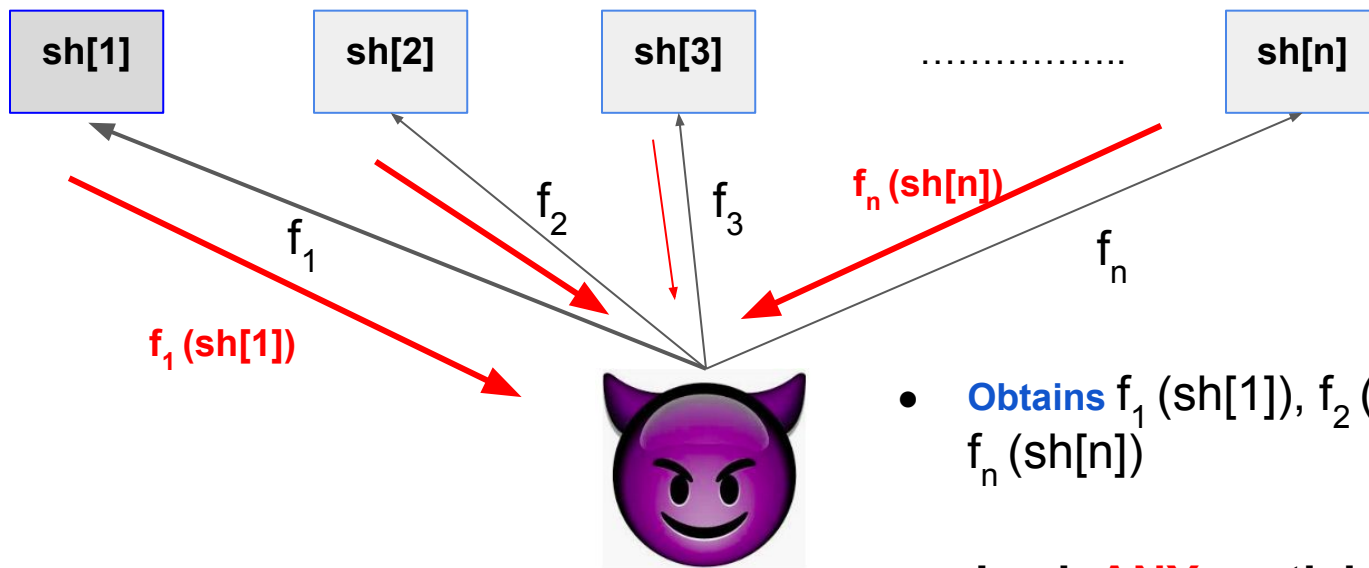 sh[1] sh[2] sh[3] ……………….. sh[n]
f₁ f₂ f₃ fₙ (sh[n]) fₙ
f₁ (sh[1])
• Obtains f₁ (sh[1]), f₂ (
fₙ (sh[n])
ANY